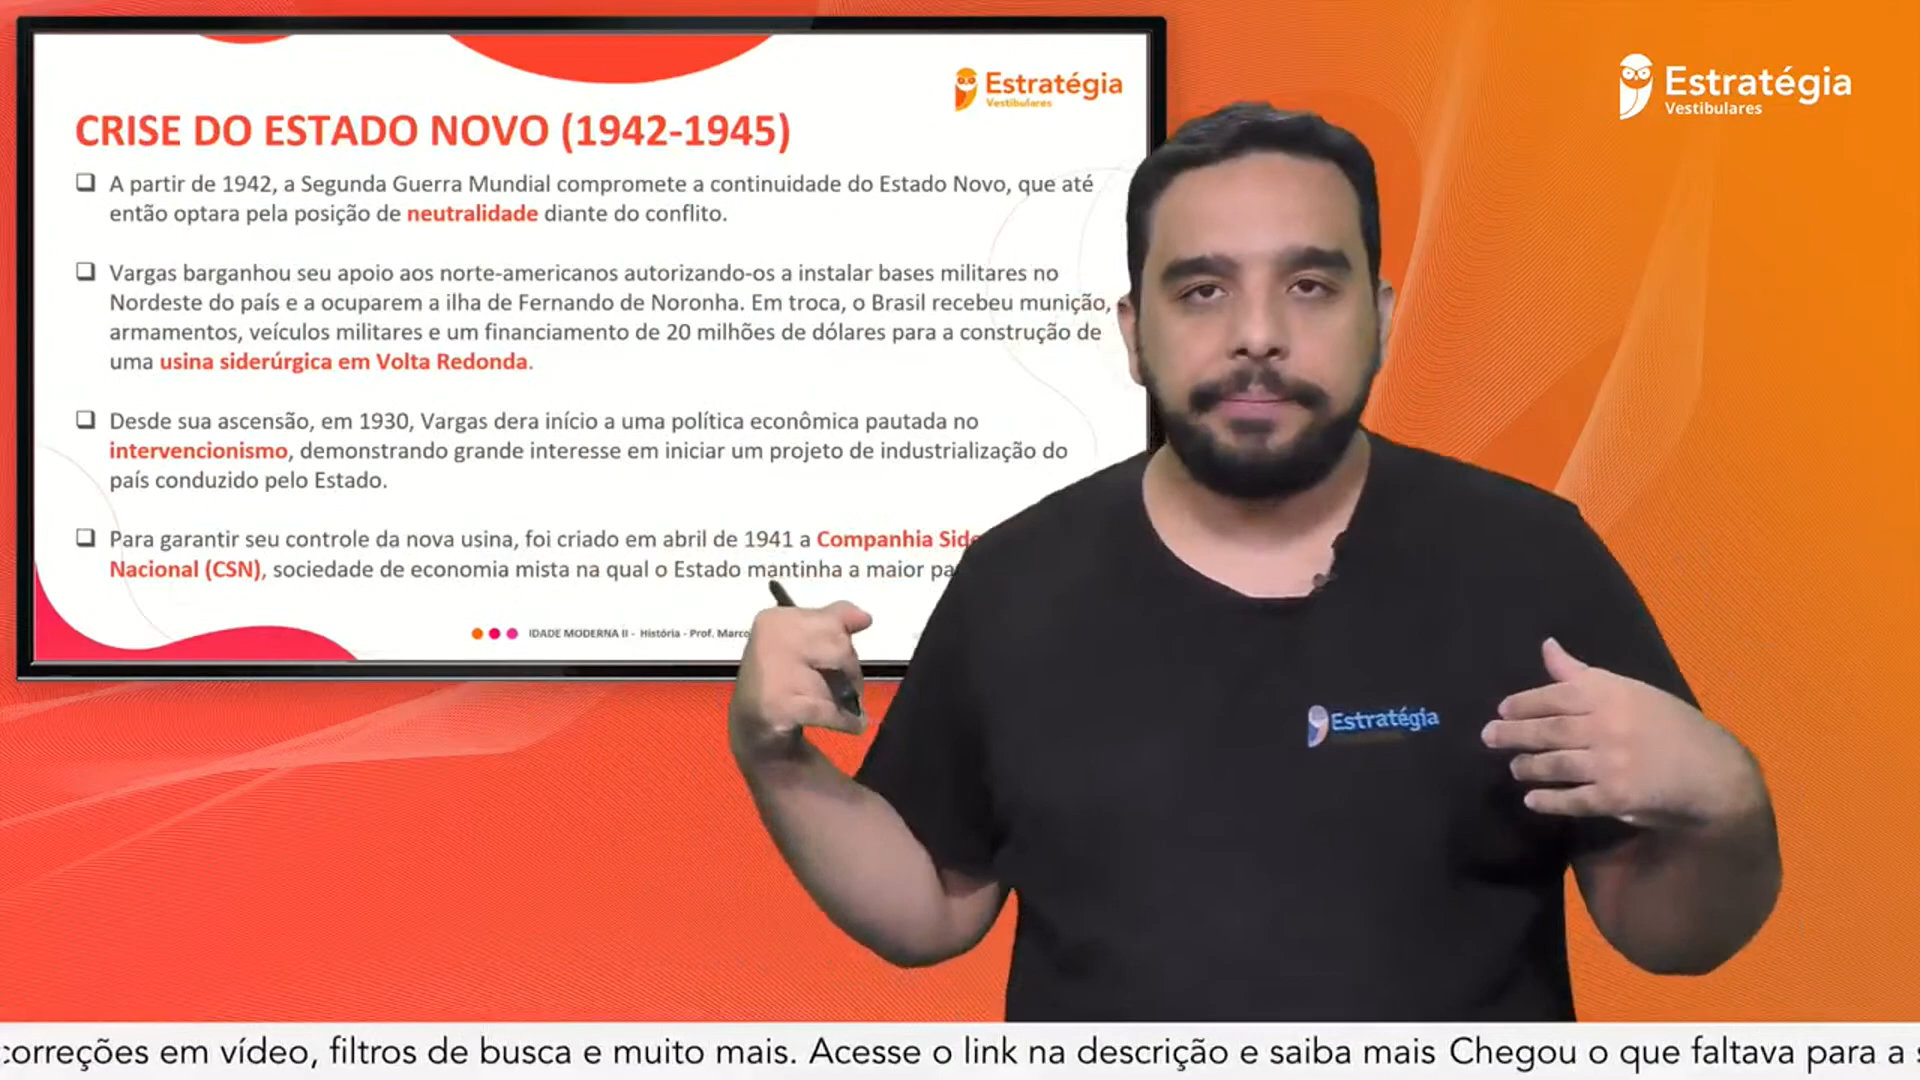 Estratégia
Vestibulares
Estratégia
Vestibulares
CRISE DO ESTADO NOVO (1942-1945)
A partir de 1942, a Segunda Guerra Mundial compromete a continuidade do Estado Novo, que até
então optara pela posição de neutralidade diante do conflito.
Vargas barganhou seu apoio aos norte-americanos autorizando-os a instalar bases militares no
Nordeste do país e a ocuparem a ilha de Fernando de Noronha. Em troca, o Brasil recebeu munição,
armamentos, veículos militares e um financiamento de 20 milhões de dólares para a construção de
uma usina siderúrgica em Volta Redonda.
Desde sua ascensão, em 1930, Vargas dera início a uma política econômica pautada no
intervencionismo, demonstrando grande interesse em iniciar um projeto de industrialização do
país conduzido pelo Estado.
Para garantir seu controle da nova usina, foi criado em abril de 1941 a Companhia
Nacional (CSN), sociedade de economia mista na qual o Estado mantinha a maior
IDADE MODERNA II - História - Prof.
Estratégia
correções em vídeo, filtros de busca e muito mais. Acesse o link na descrição e saiba mais Chegou o que faltava para a